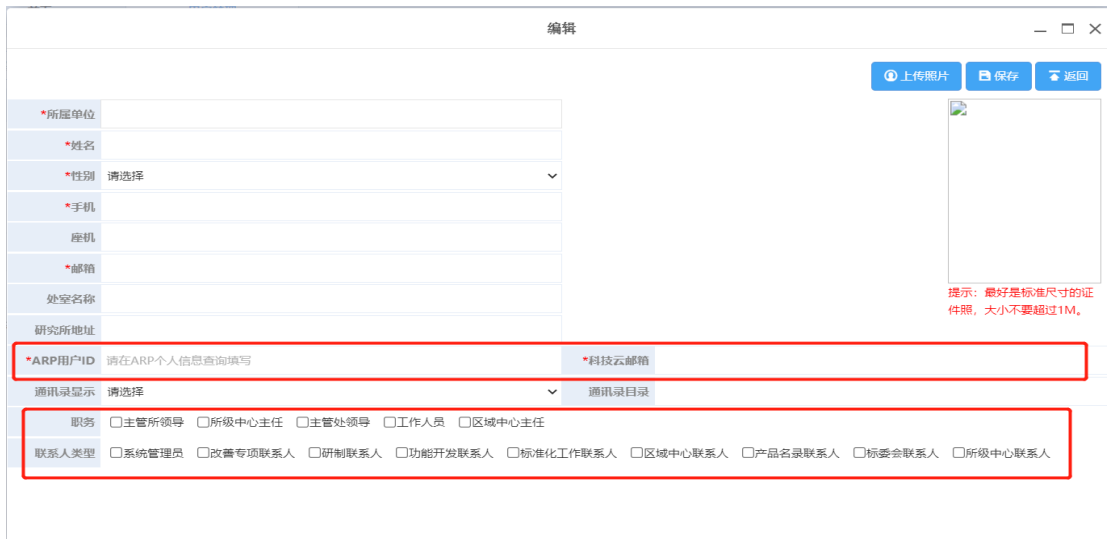 编辑
上传照片 保存 返回
*所属单位
*姓名
*性别 请选择
*手机
座机
*邮箱
处室名称
提示：最好是标准尺寸的证
件照，大小不要超过1M。
研究所地址
*ARP用户ID 请在ARP个人信息查询填写 *科技云邮箱
通讯录显示 请选择 通讯录目录
职务 主管所领导 所级中心主任 主管处领导 工作人员 区域中心主任
联系人类型 系统管理员 改善专项联系人 研制联系人 功能开发联系人 标准化工作联系人 区域中心联系人 产品名录联系人 标委会联系人 所级中心联系人